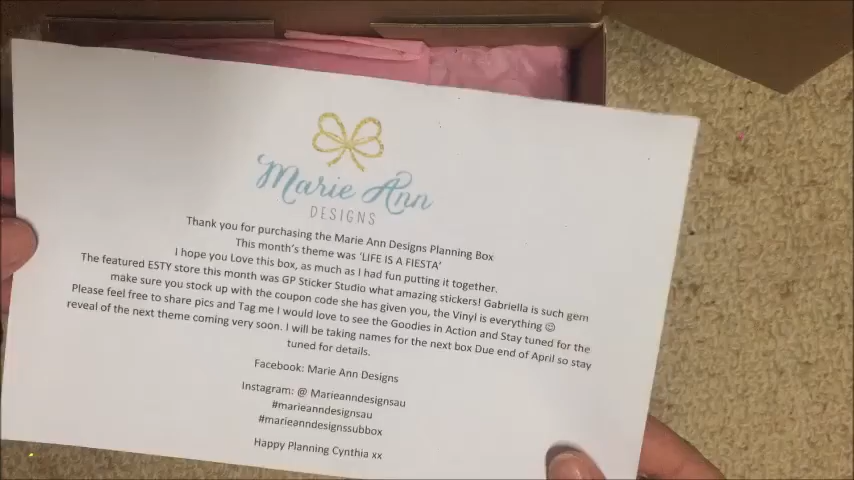 Marie Ann
DESIGNS
Thank you for purchasing the Marie Ann Designs Planning Box
This month's theme was 'LIFE IS A FIESTA'
I hope you Love this box, as much as I had fun putting it together.
The featured ESTY store this month was GP Sticker Studio what amazing stickers! Gabriella is such gem
make sure you stock up with the coupon code she has given you, the Vinyl is everything ☺
Please feel free to share pics and Tag me I would love to see the Goodies in Action and Stay tuned for the
reveal of the next theme coming very soon. I will be taking names for the next box Due end of April so stay
tuned for details.
Facebook: Marie Ann Designs
Instagram: @ Marieanndesignsau
#marieanndesignsau
#marieanndesignssubbox
Happy Planning Cynthia xx